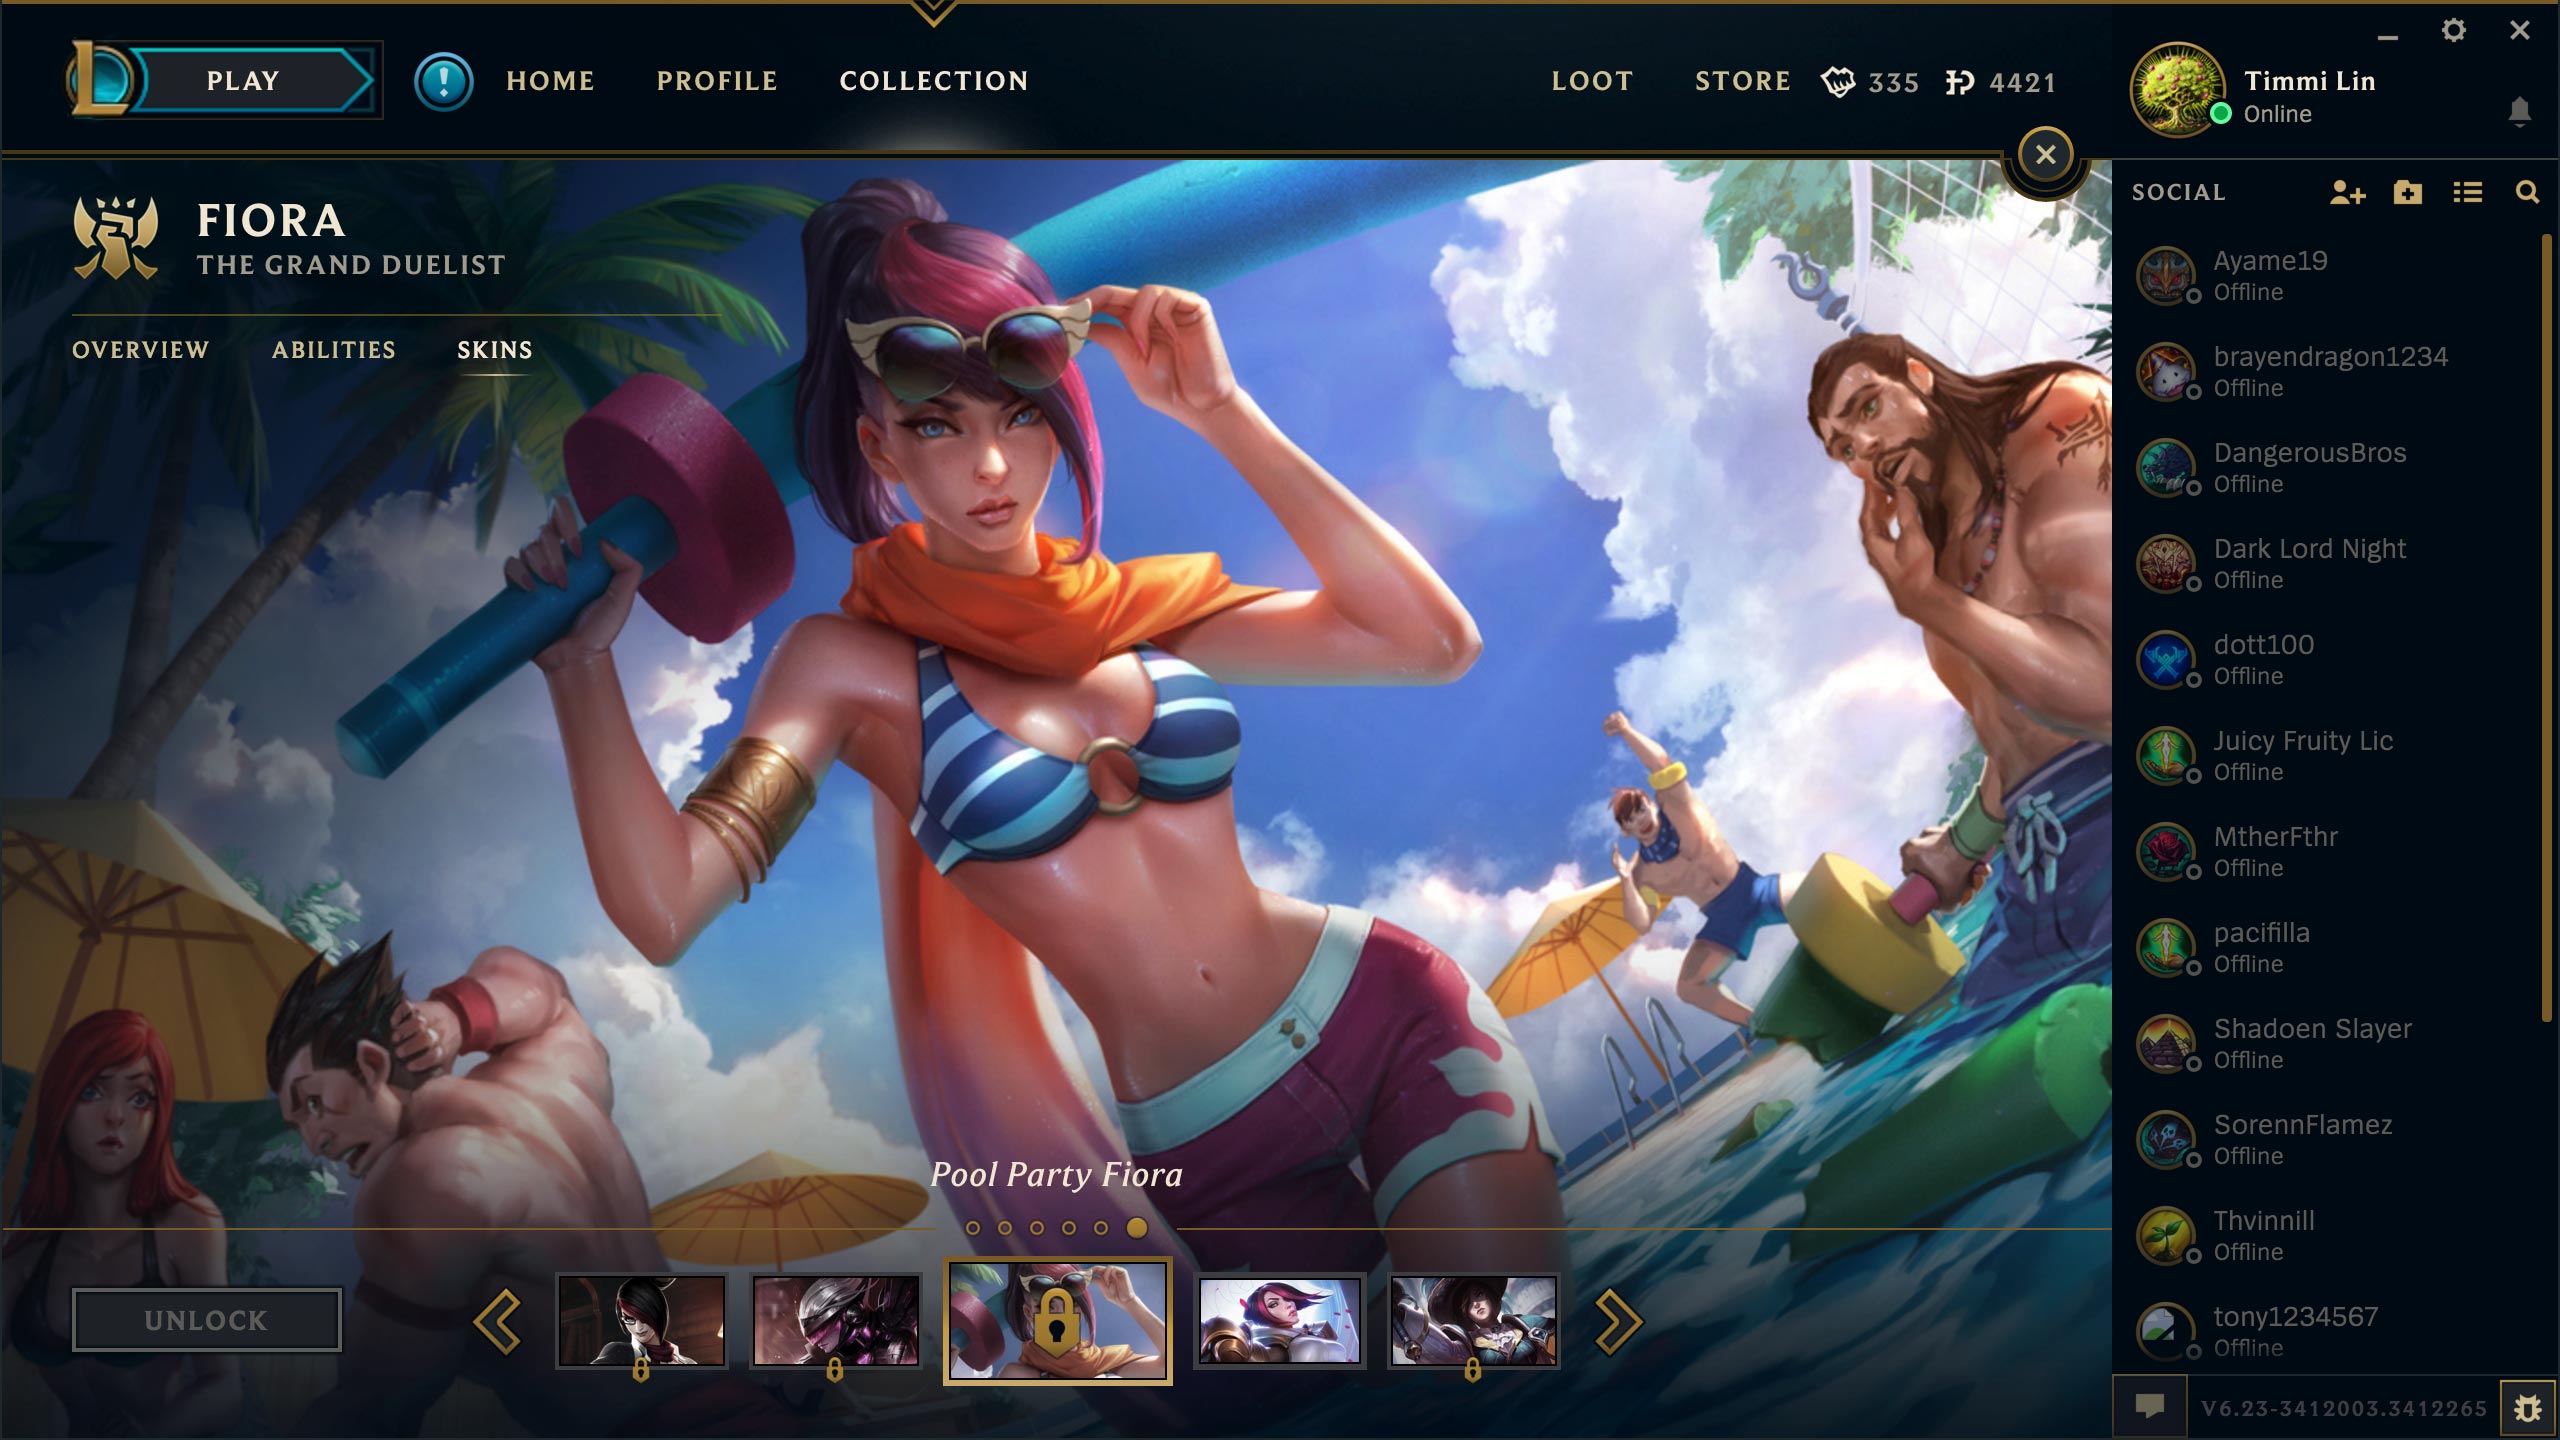 PLAY
HOME
PROFILE
COLLECTION
LOOT
STORE
335
4421
Timmi Lin
Online
FIORA
THE GRAND DUELIST
OVERVIEW
ABILITIES
SKINS
Pool Party Fiora
UNLOCK
SOCIAL
Ayame19
Offline
brayendragon1234
Offline
DangerousBros
Offline
Dark Lord Night
Offline
dott100
Offline
Juicy Fruity Lic
Offline
MtherFthr
Offline
pacifilla
Offline
Shadoen Slayer
Offline
SorennFlamez
Offline
Thvinnill
Offline
tony1234567
Offline
V6.23-3412003.3412265